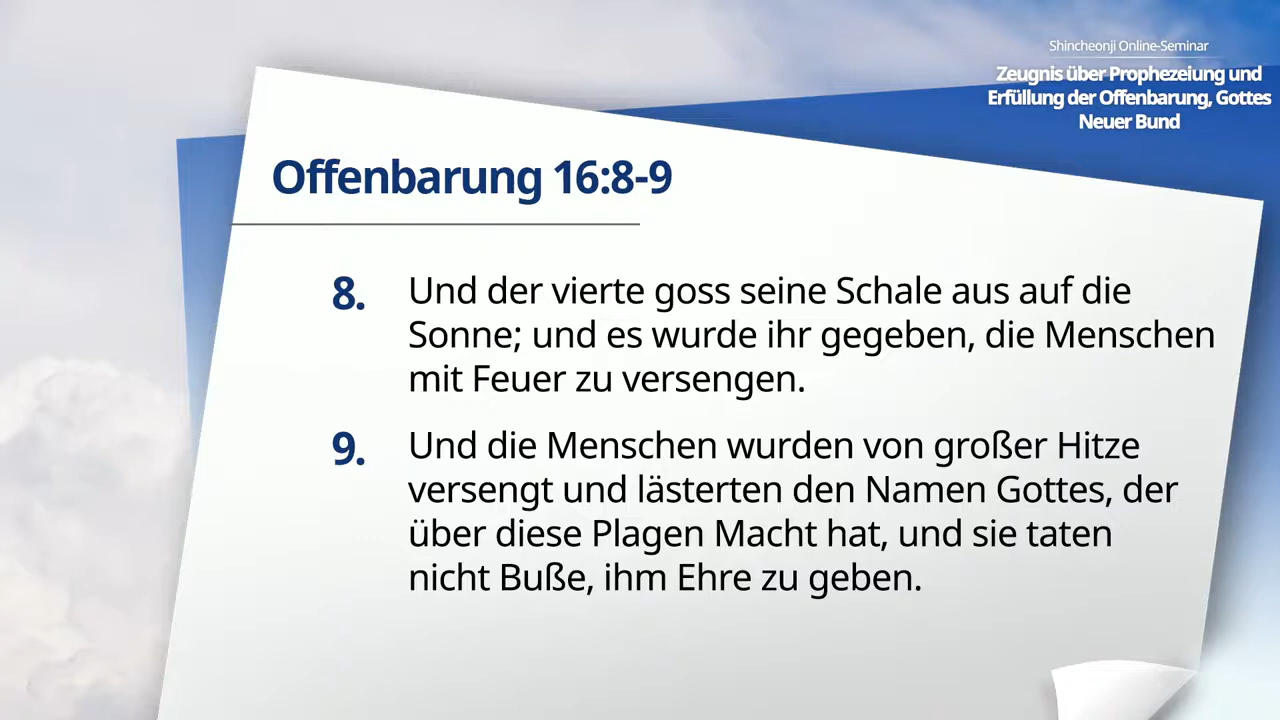 Shincheonji Online-Seminar
Zeugnis über Prophezeiung und
Erfüllung der Offenbarung, Gottes
Neuer Bund
Offenbarung 16:8-9
8. Und der vierte goss seine Schale aus auf die
Sonne; und es wurde ihr gegeben, die Menschen
mit Feuer zu versengen.
9. Und die Menschen wurden von großer Hitze
versengt und lästerten den Namen Gottes, der
über diese Plagen Macht hat, und sie taten
nicht Buße, ihm Ehre zu geben.